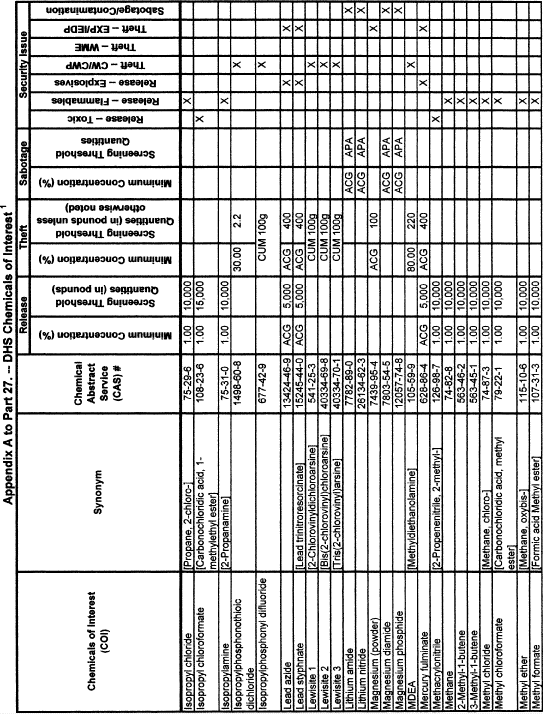 Appendix A to Part 27. -- DHS Chemicals of Interest 1
Release Theft Sabotage Security Issue
Chemicals of Interest (COI)
Synonym
Chemical Abstract Service (CAS) #
Minimum Concentration (%)
Screening Threshold Quantities (in pounds)
Minimum Concentration (%)
Screening Threshold Quantities (in pounds unless otherwise noted)
Minimum Concentration (%)
Screening Threshold Quantities
Release – Toxic
Release – Flammables
Release – Explosives
Theft – CW/CWP
Theft – WME
Theft – EXP/IEDP
Sabotage/Contamination
Isopropyl chloride [Propane, 2-chloro-] 75-29-6 1.00 10,000 X
Isopropyl chloroformate [Carbonochloridic acid, 1- 108-23-6 1.00 15,000 X
methylethyl ester]
Isopropylamine [2-Propanamine] 75-31-0 1.00 10,000 X
Isopropylphosphonothioic 1498-60-8 30.00 2.2 X
dichloride
Isopropylphosphonyl difluoride 677-42-9 CUM 100g X
Lead azide 13424-46-9 ACG 5,000 ACG 400 X X
Lead styphnate [Lead trinitroresorcinate] 15245-44-0 ACG 5,000 ACG 400 X X
Lewisite 1 [2-Chlorovinyldichloroarsine] 541-25-3 CUM 100g X
Lewisite 2 [Bis(2-chlorovinyl)chloroarsine] 40334-69-8 CUM 100g X
Lewisite 3 [Tris(2-chlorovinyl)arsine] 40334-70-1 CUM 100g X
Lithium amide 7782-89-0 ACG APA X
Lithium nitride 26134-62-3 ACG APA X
Magnesium (powder) 7439-95-4 ACG 100 X
Magnesium diamide 7803-54-5 ACG APA X
Magnesium phosphide 12057-74-8 ACG APA X
MDEA [Methyldiethanolamine] 105-59-9 80.00 220 X
Mercury fulminate 628-86-4 ACG 5,000 ACG 400 X X
Methacrylonitrile [2-Propenenitrile, 2-methyl-] 126-98-7 1.00 10,000 X
Methane 74-82-8 1.00 10,000 X
2-Methyl-1-butene 563-46-2 1.00 10,000 X
3-Methyl-1-butene 563-45-1 1.00 10,000 X
Methyl chloride [Methane, chloro-] 74-87-3 1.00 10,000 X
Methyl chloroformate [Carbonochloridic acid, methyl 79-22-1 1.00 10,000 X
ester]
Methyl ether [Methane, oxybis-] 115-10-6 1.00 10,000 X
Methyl formate [Formic acid Methyl ester] 107-31-3 1.00 10,000 X